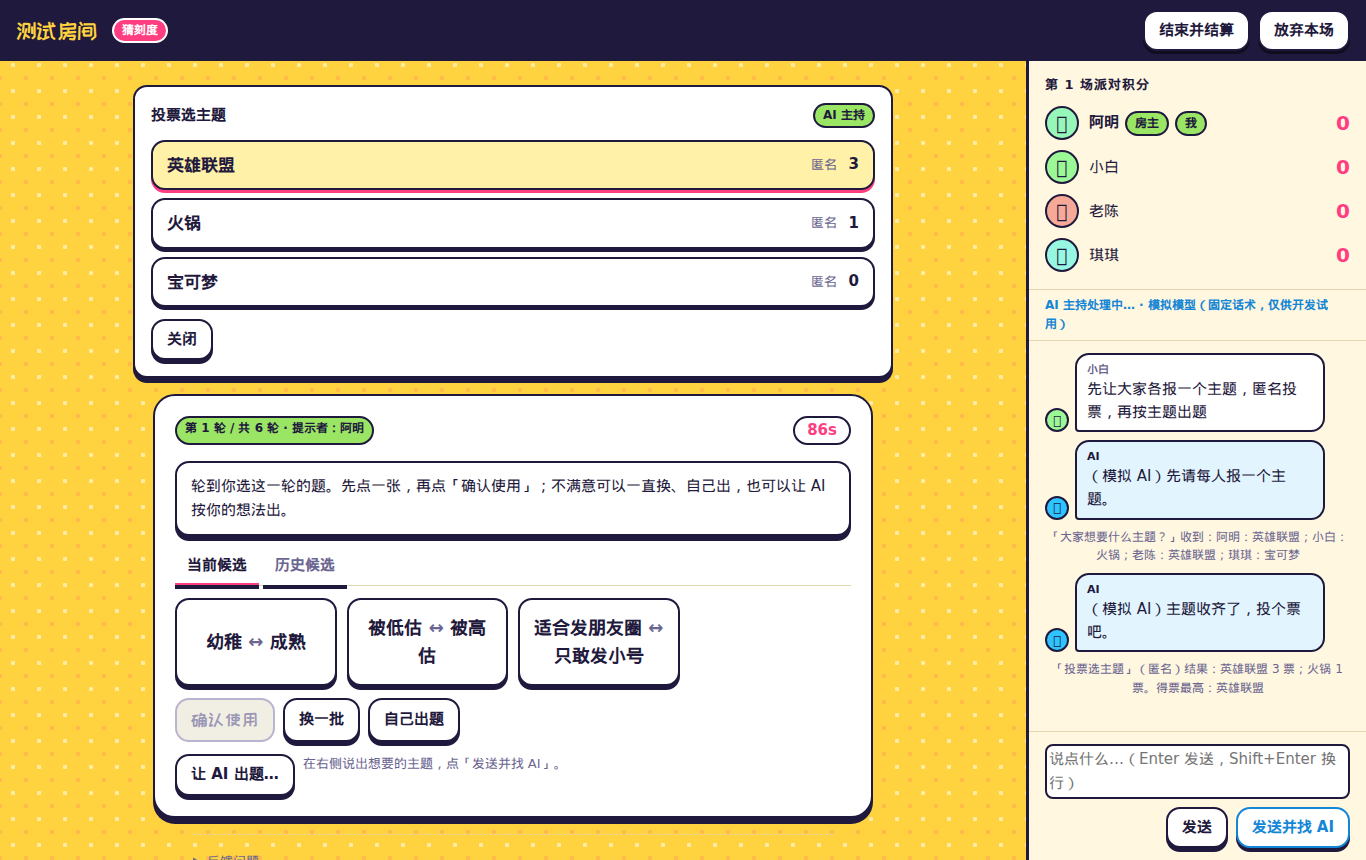 测试房间
猜刻度
结束并结算
放弃本场
投票选主题
AI 主持
英雄联盟
匿名 3
火锅
匿名 1
宝可梦
匿名 0
关闭
第 1 轮 / 共 6 轮 · 提示者：阿明
86s
轮到你选这一轮的题。先点一张，再点「确认使用」；不满意可以一直换、自己出，也可以让 AI
按你的想法出。
当前候选
历史候选
幼稚 ↔ 成熟
被低估 ↔ 被高
估
适合发朋友圈 ↔
只敢发小号
确认使用
换一批
自己出题
让 AI 出题…
在右侧说出想要的主题，点「发送并找 AI」。
第 1 场派对积分
阿明 房主 我 0
小白 0
老陈 0
琪琪 0
AI 主持处理中… · 模拟模型（固定话术，仅供开发试
用）
小白
先让大家各报一个主题，匿名投
票，再按主题出题
AI
（模拟 AI）先请每人报一个主
题。
「大家想要什么主题？」收到：阿明：英雄联盟；小白：
火锅；老陈：英雄联盟；琪琪：宝可梦
AI
（模拟 AI）主题收齐了，投个票
吧。
「投票选主题」（匿名）结果：英雄联盟 3 票；火锅 1
票。得票最高：英雄联盟
说点什么…（Enter 发送，Shift+Enter 换
行）
发送
发送并找 AI